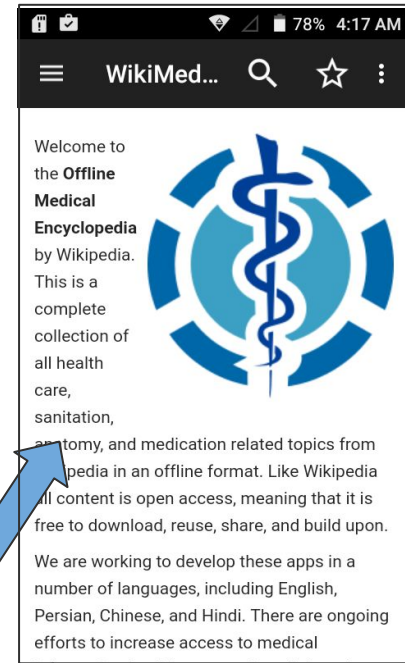 78% 4:17 AM
WikiMed...
Welcome to
the Offline
Medical
Encyclopedia
by Wikipedia.
This is a
complete
collection of
all health
care,
sanitation,
anatomy, and medication related topics from
Wikipedia in an offline format. Like Wikipedia
all content is open access, meaning that it is
free to download, reuse, share, and build upon.
We are working to develop these apps in a
number of languages, including English,
Persian, Chinese, and Hindi. There are ongoing
efforts to increase access to medical